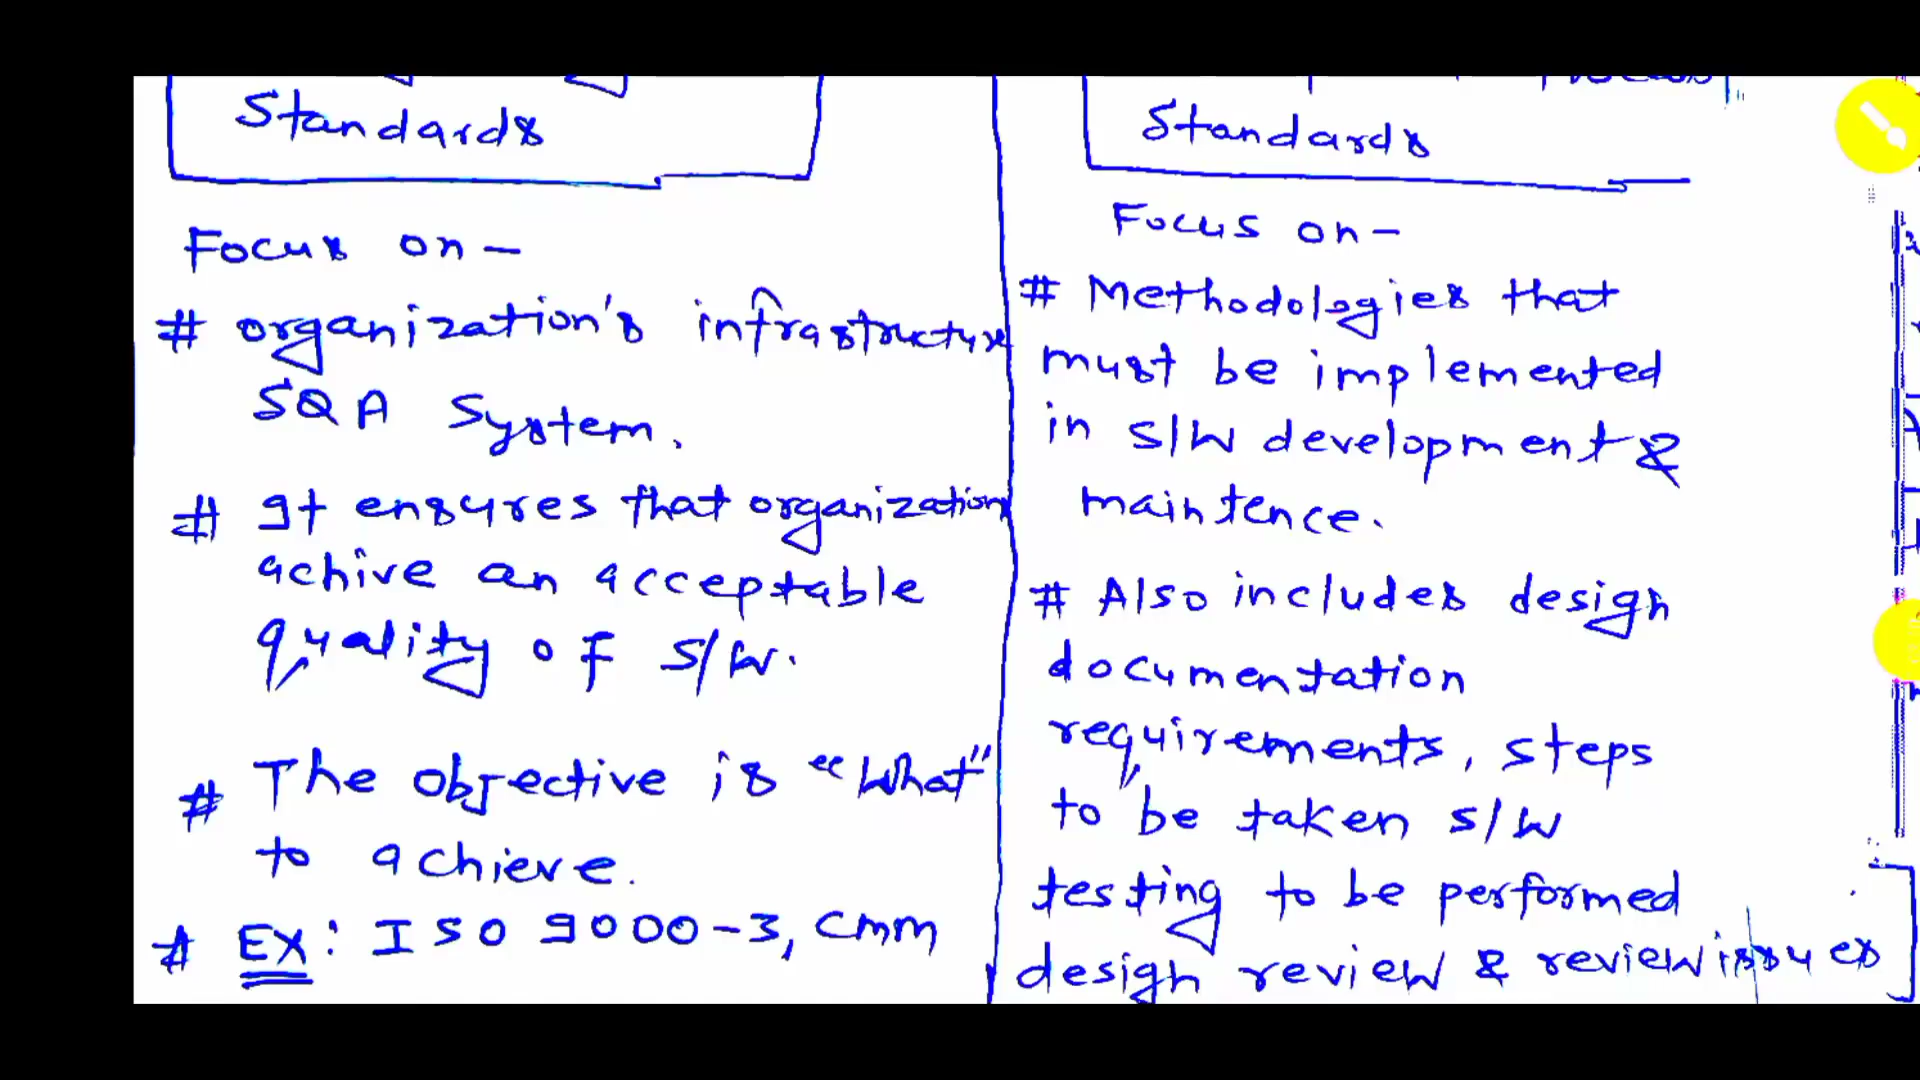 Standards
Focus on -
# organization's infrastructure
SQA System.
# It ensures that organization
achive an acceptable
quality of S/W.
# The objective is "What"
to achieve.
# EX: ISO 9000-3, CMM
Standards
Focus on -
# Methodologies that
must be implemented
in S/W development &
maintence.
# Also includes design
documentation
requirements, steps
to be taken S/W
testing to be performed
design review & review issues